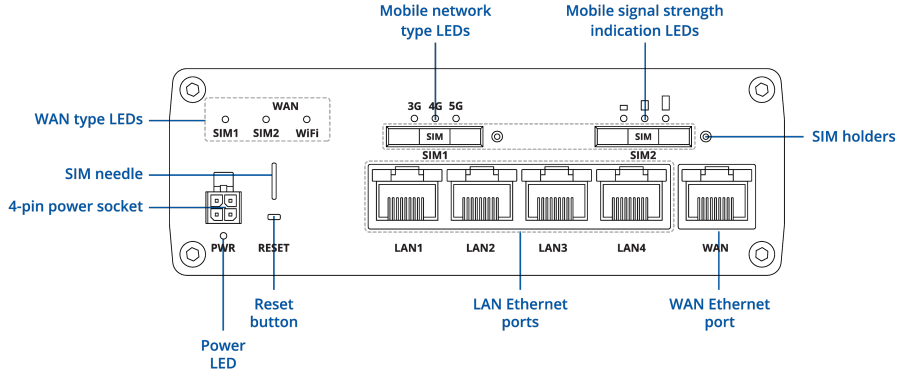 Mobile network
type LEDs
Mobile signal strength
indication LEDs
WAN type LEDs
WAN
SIM1
SIM2
WiFi
3G
4G
5G
SIM
SIM1
SIM
SIM2
SIM holders
SIM needle
4-pin power socket
PWR
RESET
LAN1
LAN2
LAN3
LAN4
WAN
Reset
button
LAN Ethernet
ports
WAN Ethernet
port
Power
LED